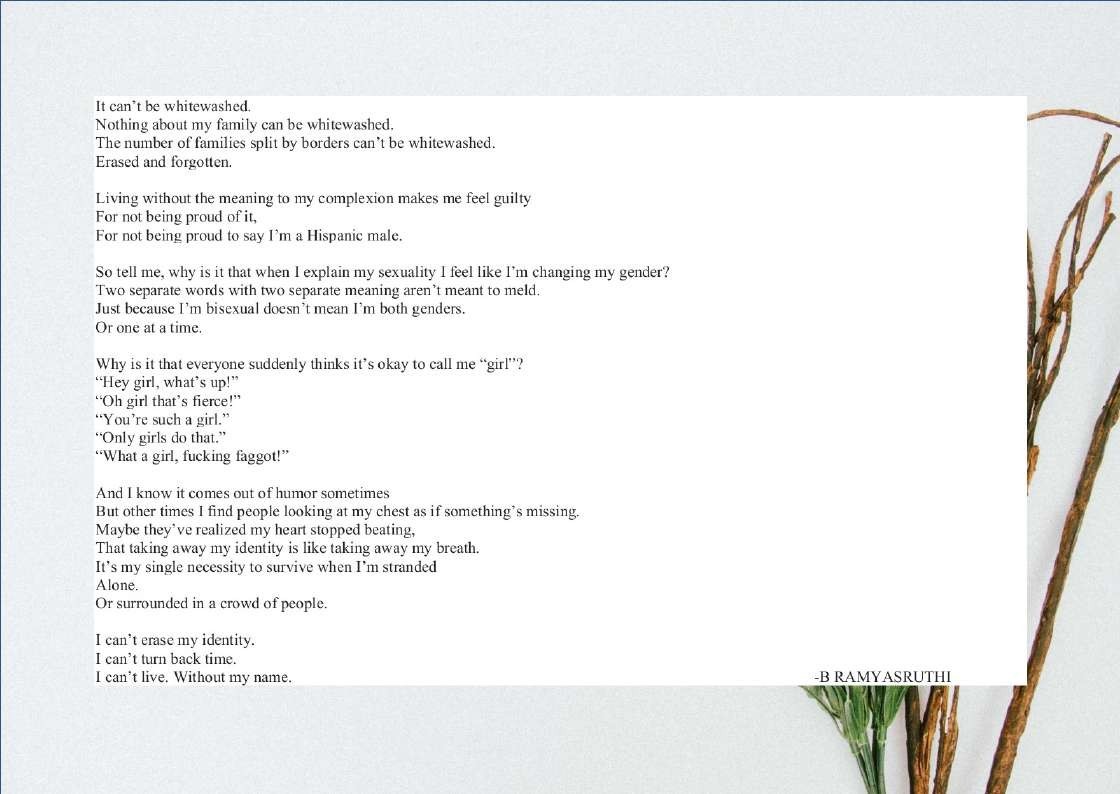 It can’t be whitewashed.
Nothing about my family can be whitewashed.
The number of families split by borders can’t be whitewashed.
Erased and forgotten.
Living without the meaning to my complexion makes me feel guilty
For not being proud of it,
For not being proud to say I’m a Hispanic male.
So tell me, why is it that when I explain my sexuality I feel like I’m changing my gender?
Two separate words with two separate meaning aren’t meant to meld.
Just because I’m bisexual doesn’t mean I’m both genders.
Or one at a time.
Why is it that everyone suddenly thinks it’s okay to call me “girl”?
“Hey girl, what’s up!”
“Oh girl that’s fierce!”
“You’re such a girl.”
“Only girls do that.”
“What a girl, fucking faggot!”
And I know it comes out of humor sometimes
But other times I find people looking at my chest as if something’s missing.
Maybe they’ve realized my heart stopped beating,
That taking away my identity is like taking away my breath.
It’s my single necessity to survive when I’m stranded
Alone.
Or surrounded in a crowd of people.
I can’t erase my identity.
I can’t turn back time.
I can’t live. Without my name.
-B RAMYASRUTHI